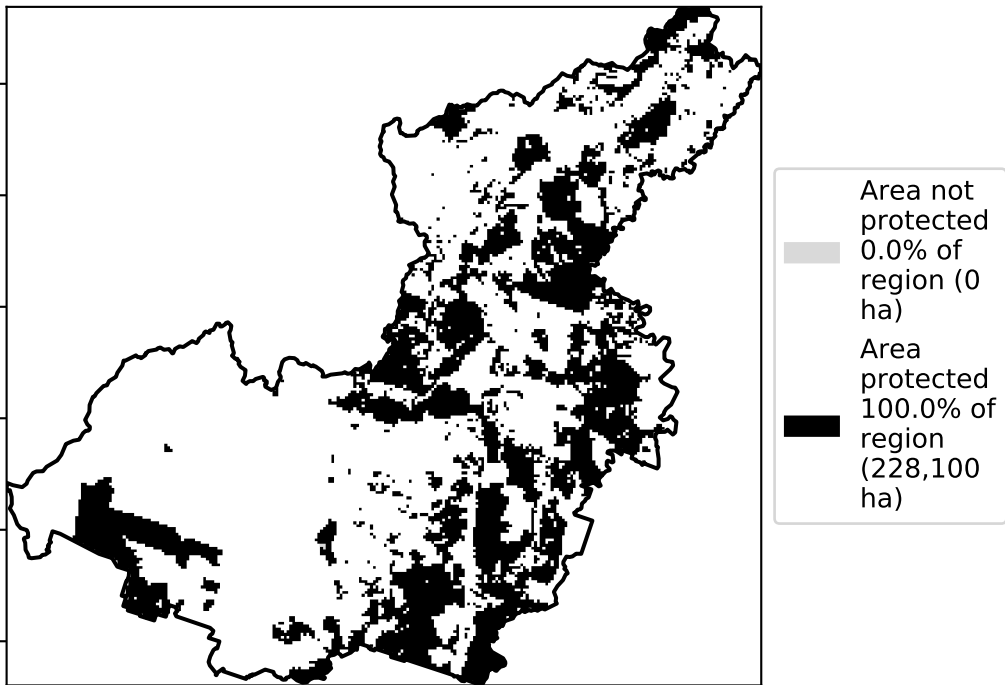 Area not
protected
0.0% of
region (0
ha)
Area
protected
100.0% of
region
(228,100
ha)